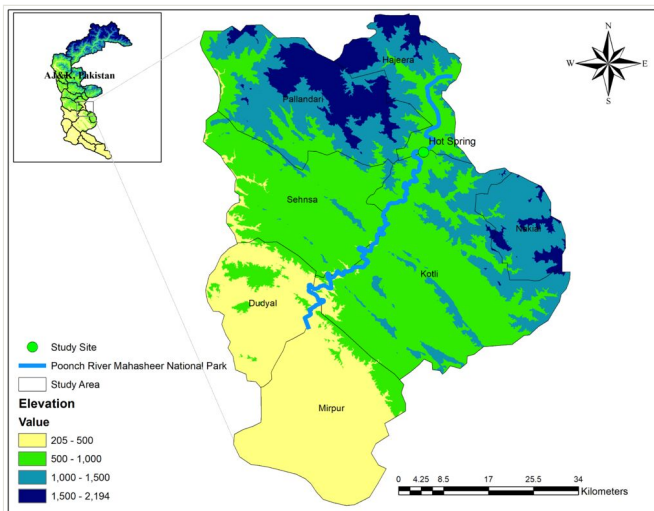 A.J&K, Pakistan
N
W
E
S
Hajeera
Pallandari
Hot Spring
Sehnsa
Nakial
Kotli
Dudyal
Mirpur
Study Site
Poonch River Mahasheer National Park
Study Area
Elevation
Value
205 - 500
500 - 1,000
1,000 - 1,500
1,500 - 2,194
0 4.25 8.5 17 25.5 34
Kilometers